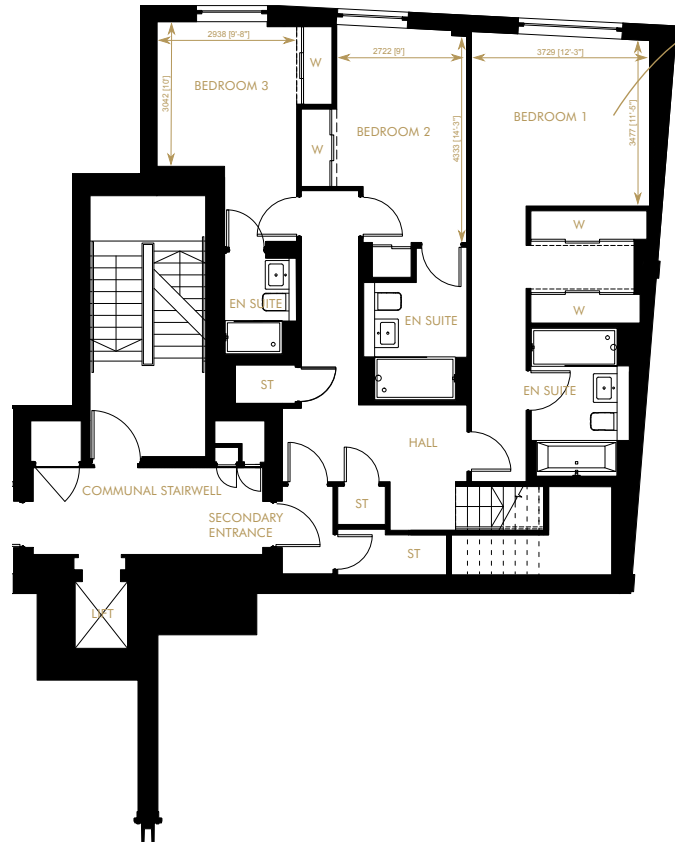 2938 [9'-8"]
2722 [9']
3729 [12'-3"]
W
3042 [10']
BEDROOM 3
4333 [14'-3"]
3477 [11'-5"]
BEDROOM 1
BEDROOM 2
W
W
EN SUITE
EN SUITE
W
ST
EN SUITE
HALL
COMMUNAL STAIRWELL
ST
SECONDARY
ENTRANCE
ST
LIFT